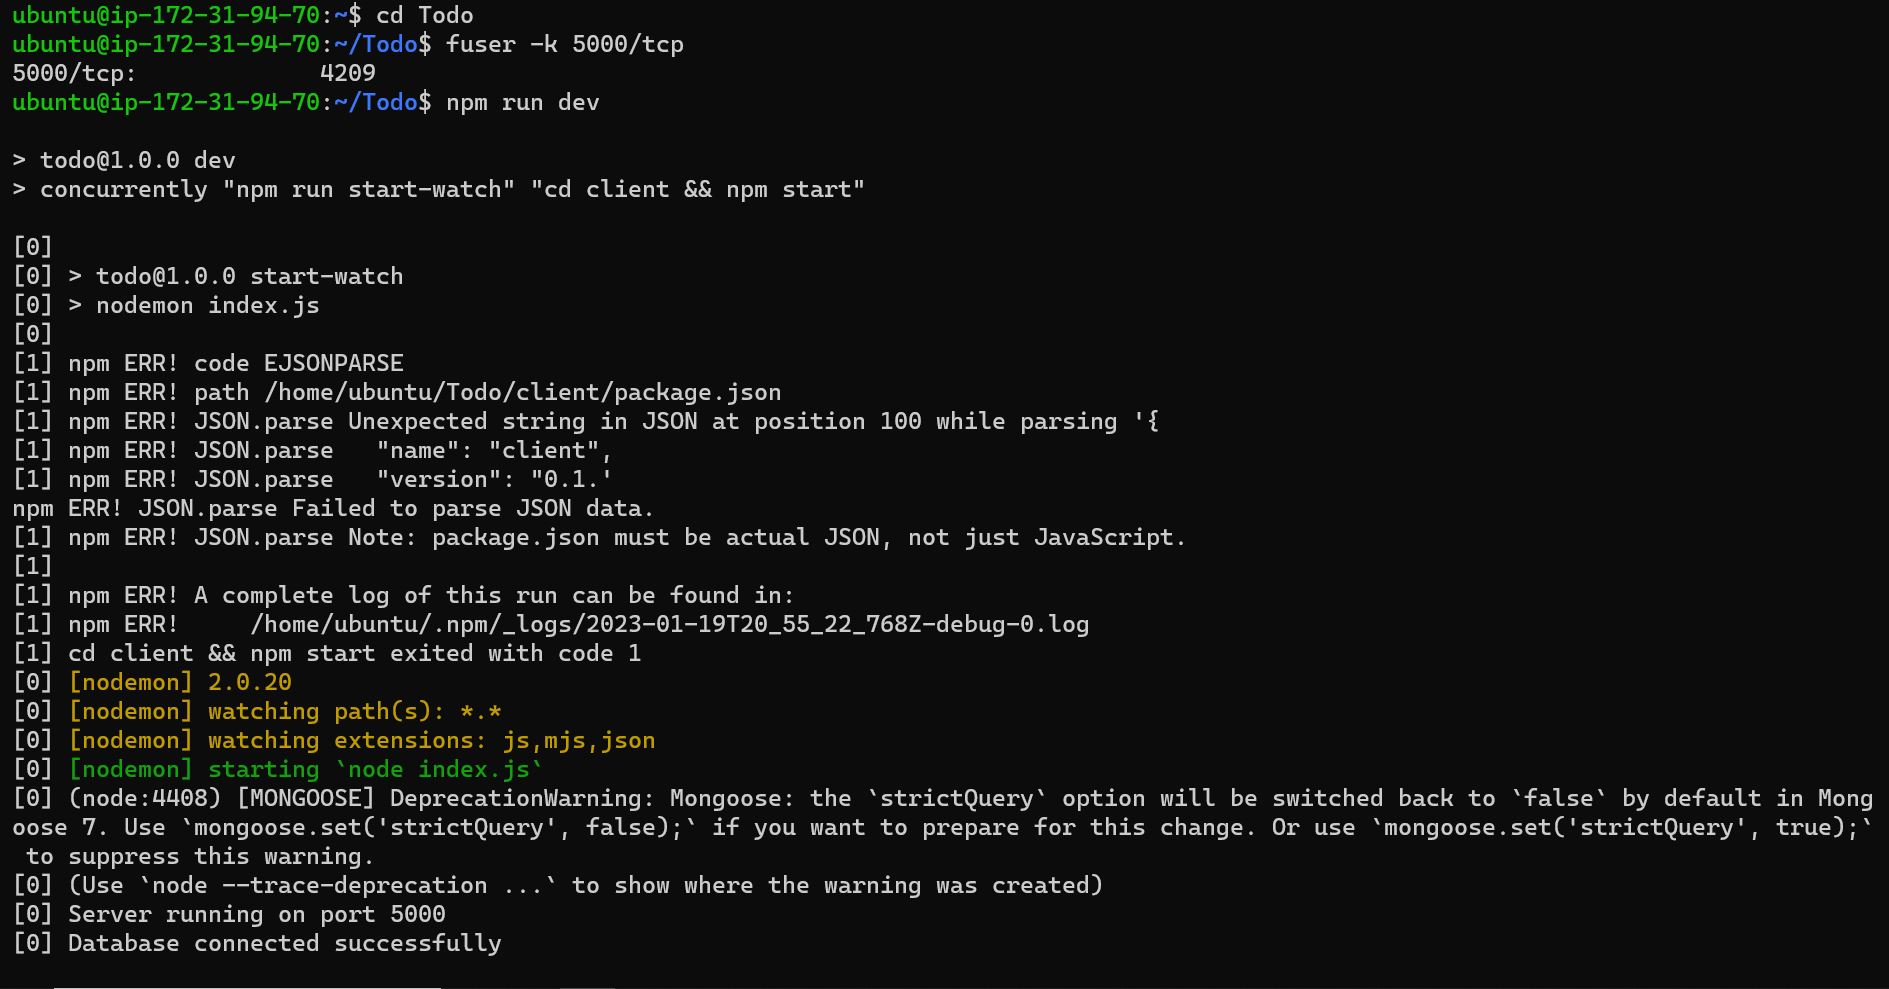 ubuntu@ip-172-31-94-70:~$ cd Todo
ubuntu@ip-172-31-94-70:~/Todo$ fuser -k 5000/tcp
5000/tcp:             4209
ubuntu@ip-172-31-94-70:~/Todo$ npm run dev
> todo@1.0.0 dev
> concurrently "npm run start-watch" "cd client && npm start"
[0]
[0] > todo@1.0.0 start-watch
[0] > nodemon index.js
[0]
[1] npm ERR! code EJSONPARSE
[1] npm ERR! path /home/ubuntu/Todo/client/package.json
[1] npm ERR! JSON.parse Unexpected string in JSON at position 100 while parsing '{
[1] npm ERR! JSON.parse   "name": "client",
[1] npm ERR! JSON.parse   "version": "0.1.'
npm ERR! JSON.parse Failed to parse JSON data.
[1] npm ERR! JSON.parse Note: package.json must be actual JSON, not just JavaScript.
[1]
[1] npm ERR! A complete log of this run can be found in:
[1] npm ERR!     /home/ubuntu/.npm/_logs/2023-01-19T20_55_22_768Z-debug-0.log
[1] cd client && npm start exited with code 1
[0] [nodemon] 2.0.20
[0] [nodemon] watching path(s): *.*
[0] [nodemon] watching extensions: js,mjs,json
[0] [nodemon] starting `node index.js`
[0] (node:4408) [MONGOOSE] DeprecationWarning: Mongoose: the `strictQuery` option will be switched back to `false` by default in Mong
oose 7. Use `mongoose.set('strictQuery', false);` if you want to prepare for this change. Or use `mongoose.set('strictQuery', true);`
 to suppress this warning.
[0] (Use `node --trace-deprecation ...` to show where the warning was created)
[0] Server running on port 5000
[0] Database connected successfully